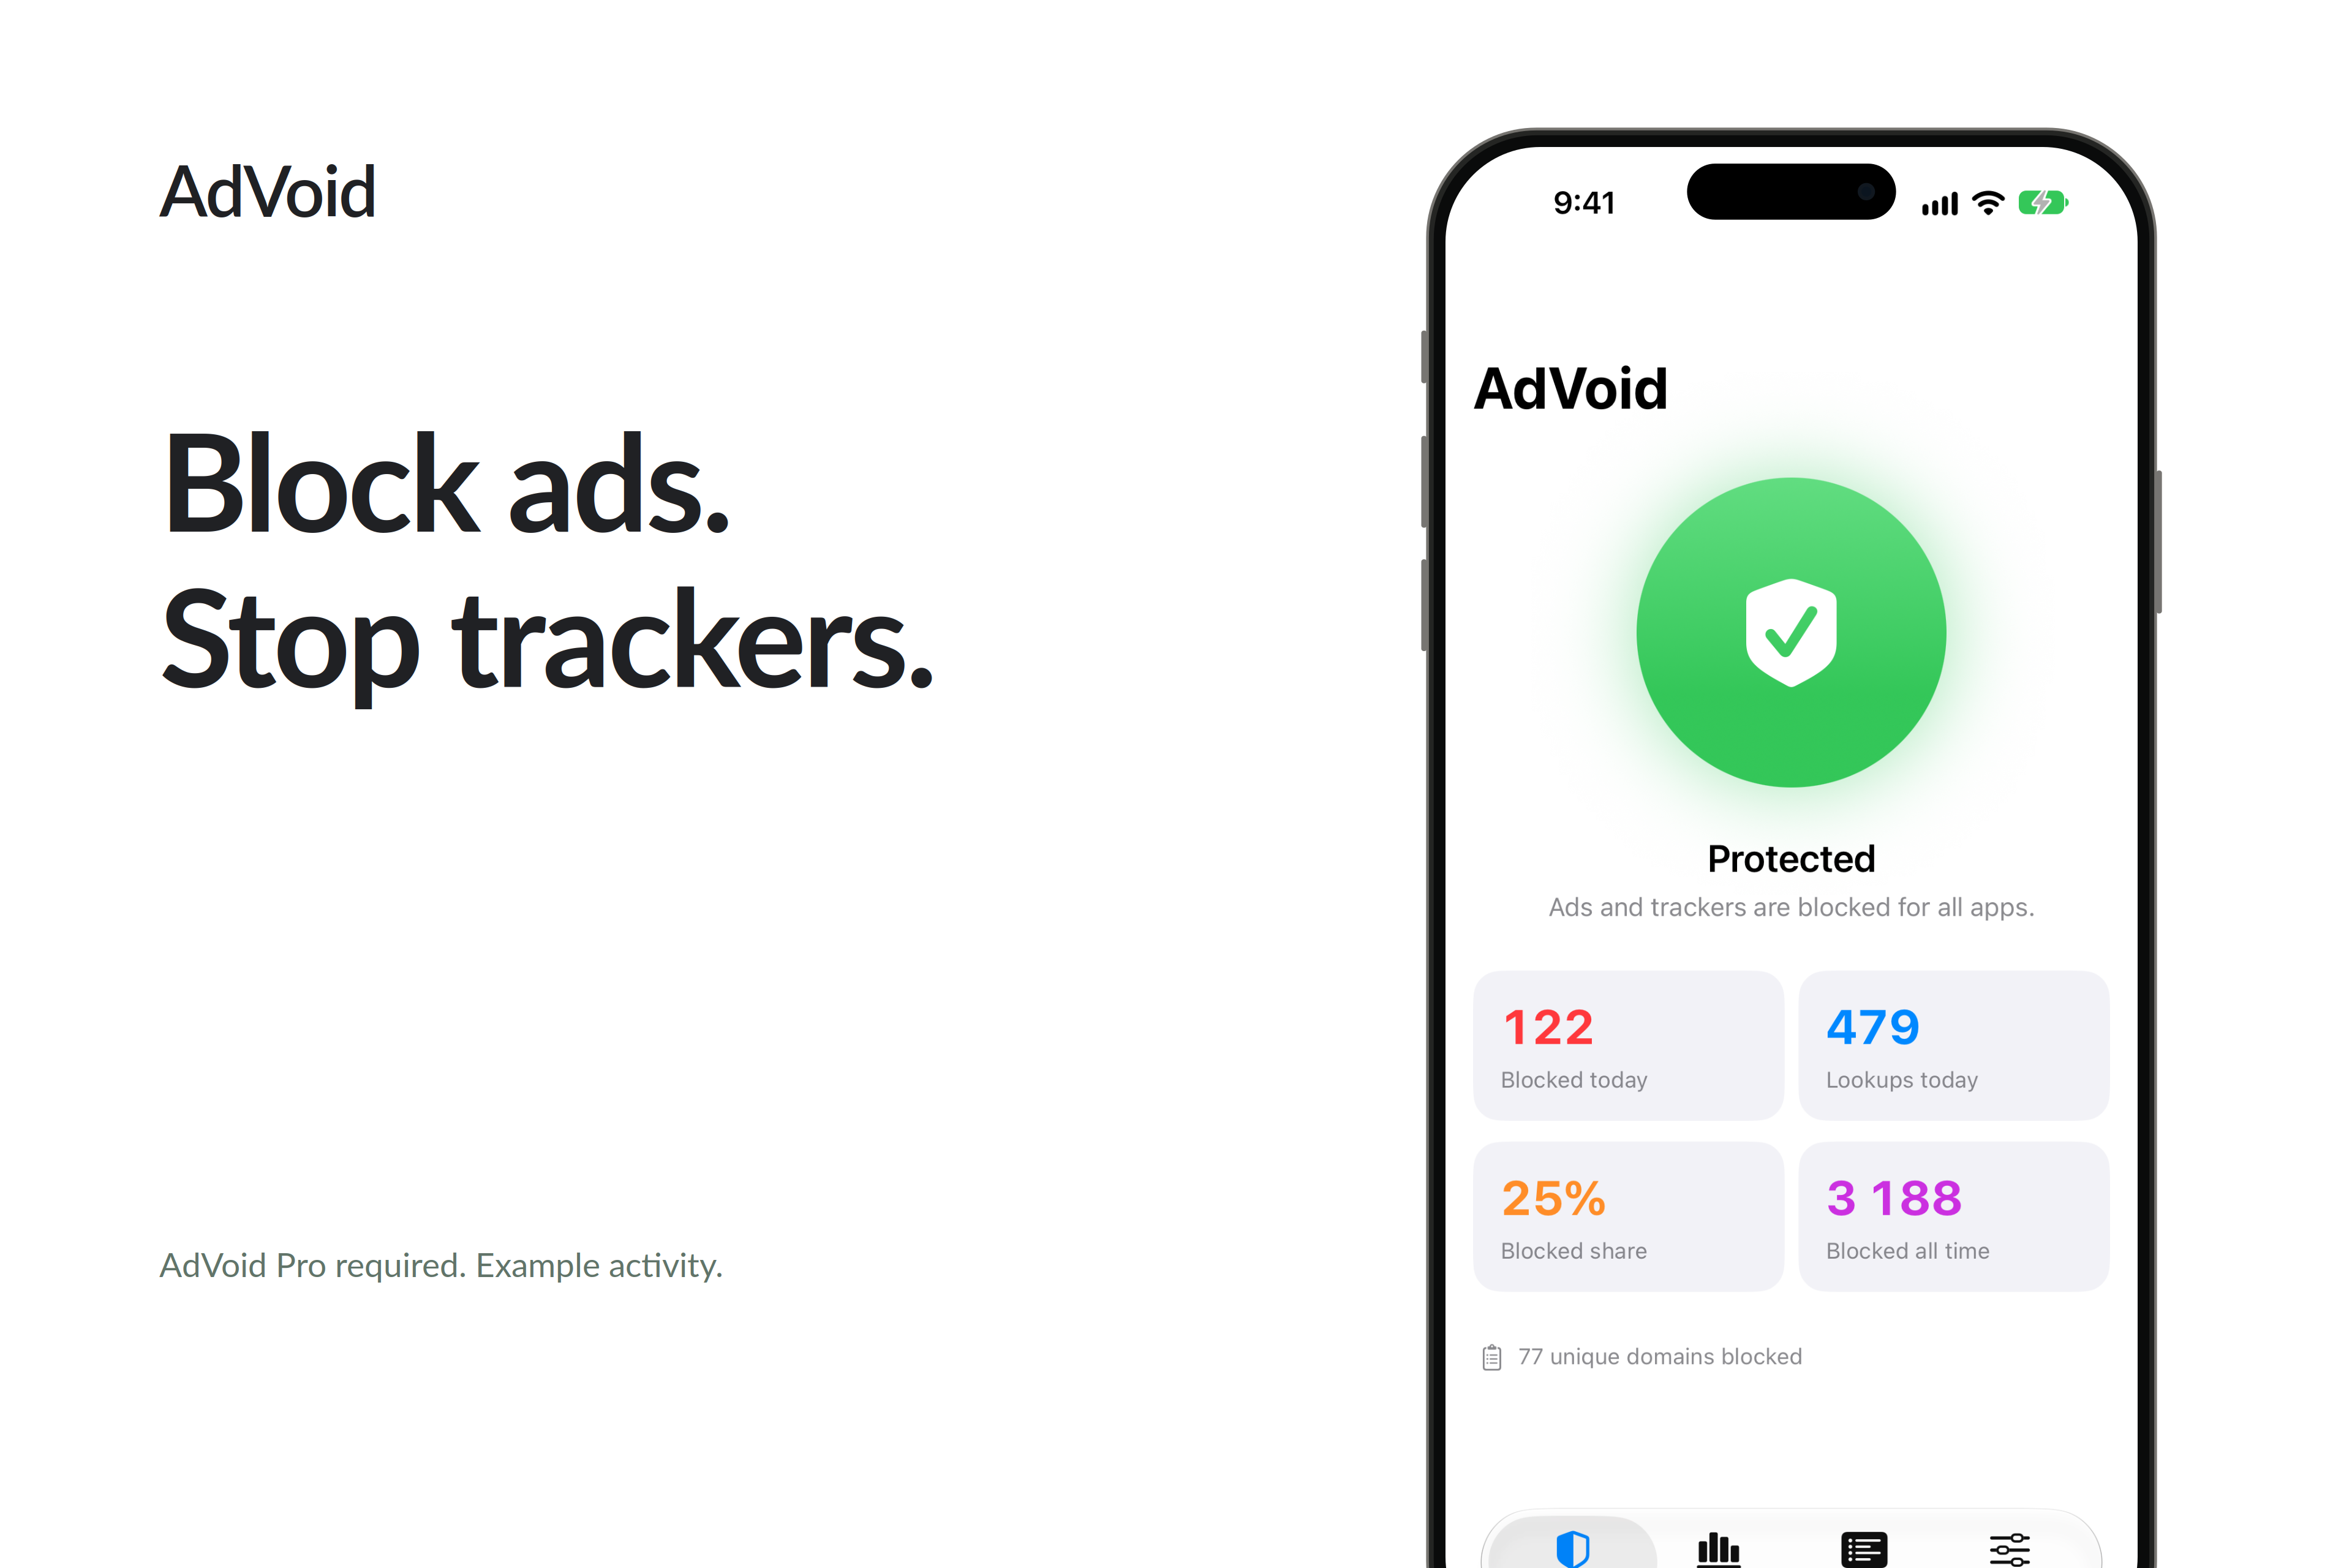 AdVoid
Block ads.
Stop trackers.
AdVoid Pro required. Example activity.
9:41
AdVoid
Protected
Ads and trackers are blocked for all apps.
122
Blocked today
479
Lookups today
25%
Blocked share
3 188
Blocked all time
77 unique domains blocked